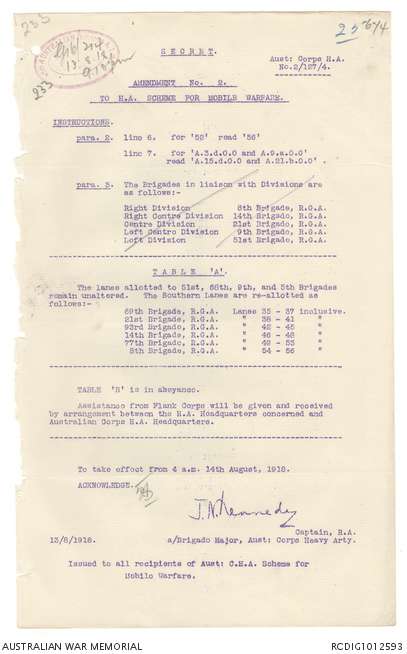 235
23 674
S E C R E T.
Aust: Corps H.A.
No.2/127/4.
235
AMENDMENT No. 2.
TO H.A. SCHEME FOR MOBILE WARFARE.
INSTRUCTIONS.
para. 2. line 6. for '52' read '56'
line 7. for 'A.3.d.0.0 and A.9.a.0.0'
read 'A.15.d.0.0 and A.21.b.0.0'.
para. 3. The Brigades in liaison with Divisions are
as follows:-
Right Division 8th Brigade, R.G.A.
Right Centre Division 14th Brigade, R.G.A.
Centre Division 21st Brigade, R.G.A.
Left Centre Division 9th Brigade, R.G.A.
Left Division 51st Brigade, R.G.A.
T A B L E 'A'.
The lanes allotted to 51st, 68th, 9th, and 5th Brigades
remain unaltered. The Southern Lanes are re-allotted as
follows:-
69th Brigade, R.G.A. Lanes 35 - 37 inclusive.
21st Brigade, R.G.A. " 38 - 41 "
93rd Brigade, R.G.A. " 42 - 45 "
14th Brigade, R.G.A. " 46 - 48 "
77th Brigade, R.G.A. " 49 - 53 "
8th Brigade, R.G.A. " 54 - 56 "
TABLE 'B' is in abeyance.
Assistance from Flank Corps will be given and received
by arrangement between the H.A. Headquarters concerned and
Australian Corps H.A. Headquarters.
To take effect from 4 a.m. 14th August, 1918.
ACKNOWLEDGE.
J.N. Kennedy
Captain, R.A.
13/8/1918. a/Brigade Major, Aust: Corps Heavy Arty.
Issued to all recipients of Aust: C.H.A. Scheme for
Mobile Warfare.
AUSTRALIAN WAR MEMORIAL
RCDIG1012593